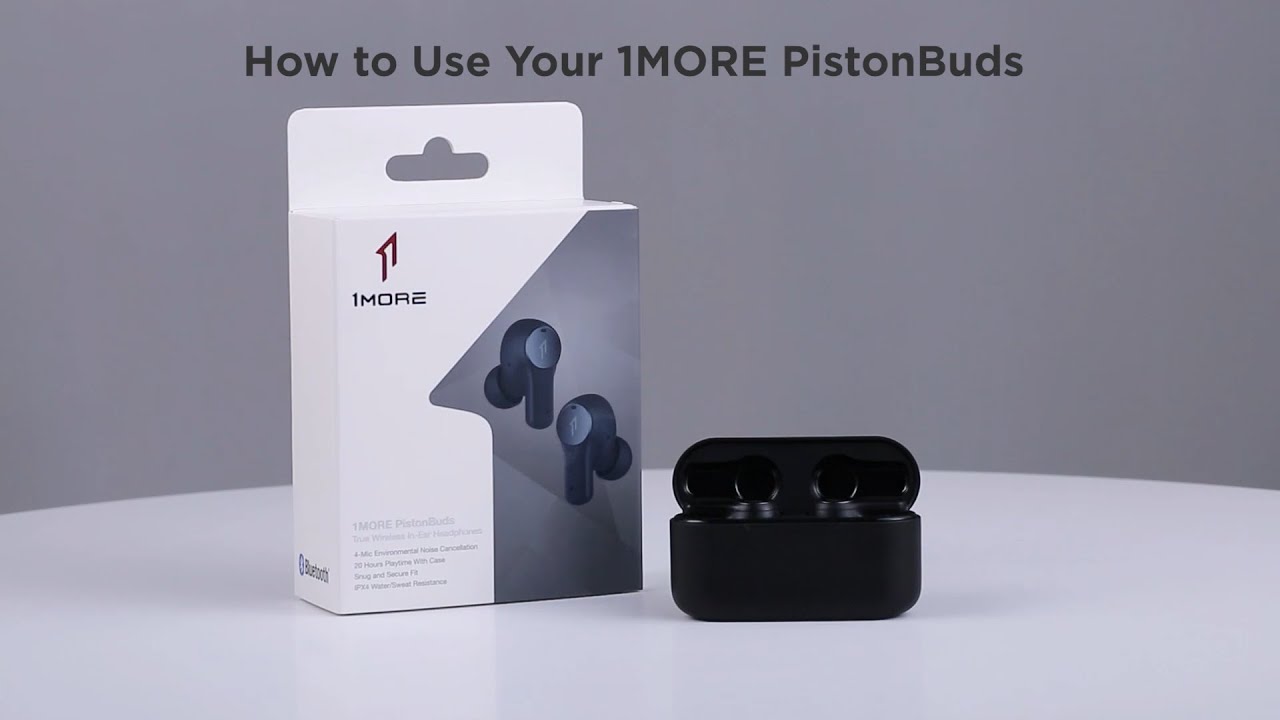 How to Use Your 1MORE PistonBuds
1MORE
1MORE PistonBuds
True Wireless In-Ear Headphones
4-Mic Environmental Noise Cancellation
20 Hours Playtime With Case
Snug and Secure Fit
IPX4 Water/Sweat Resistance
Bluetooth